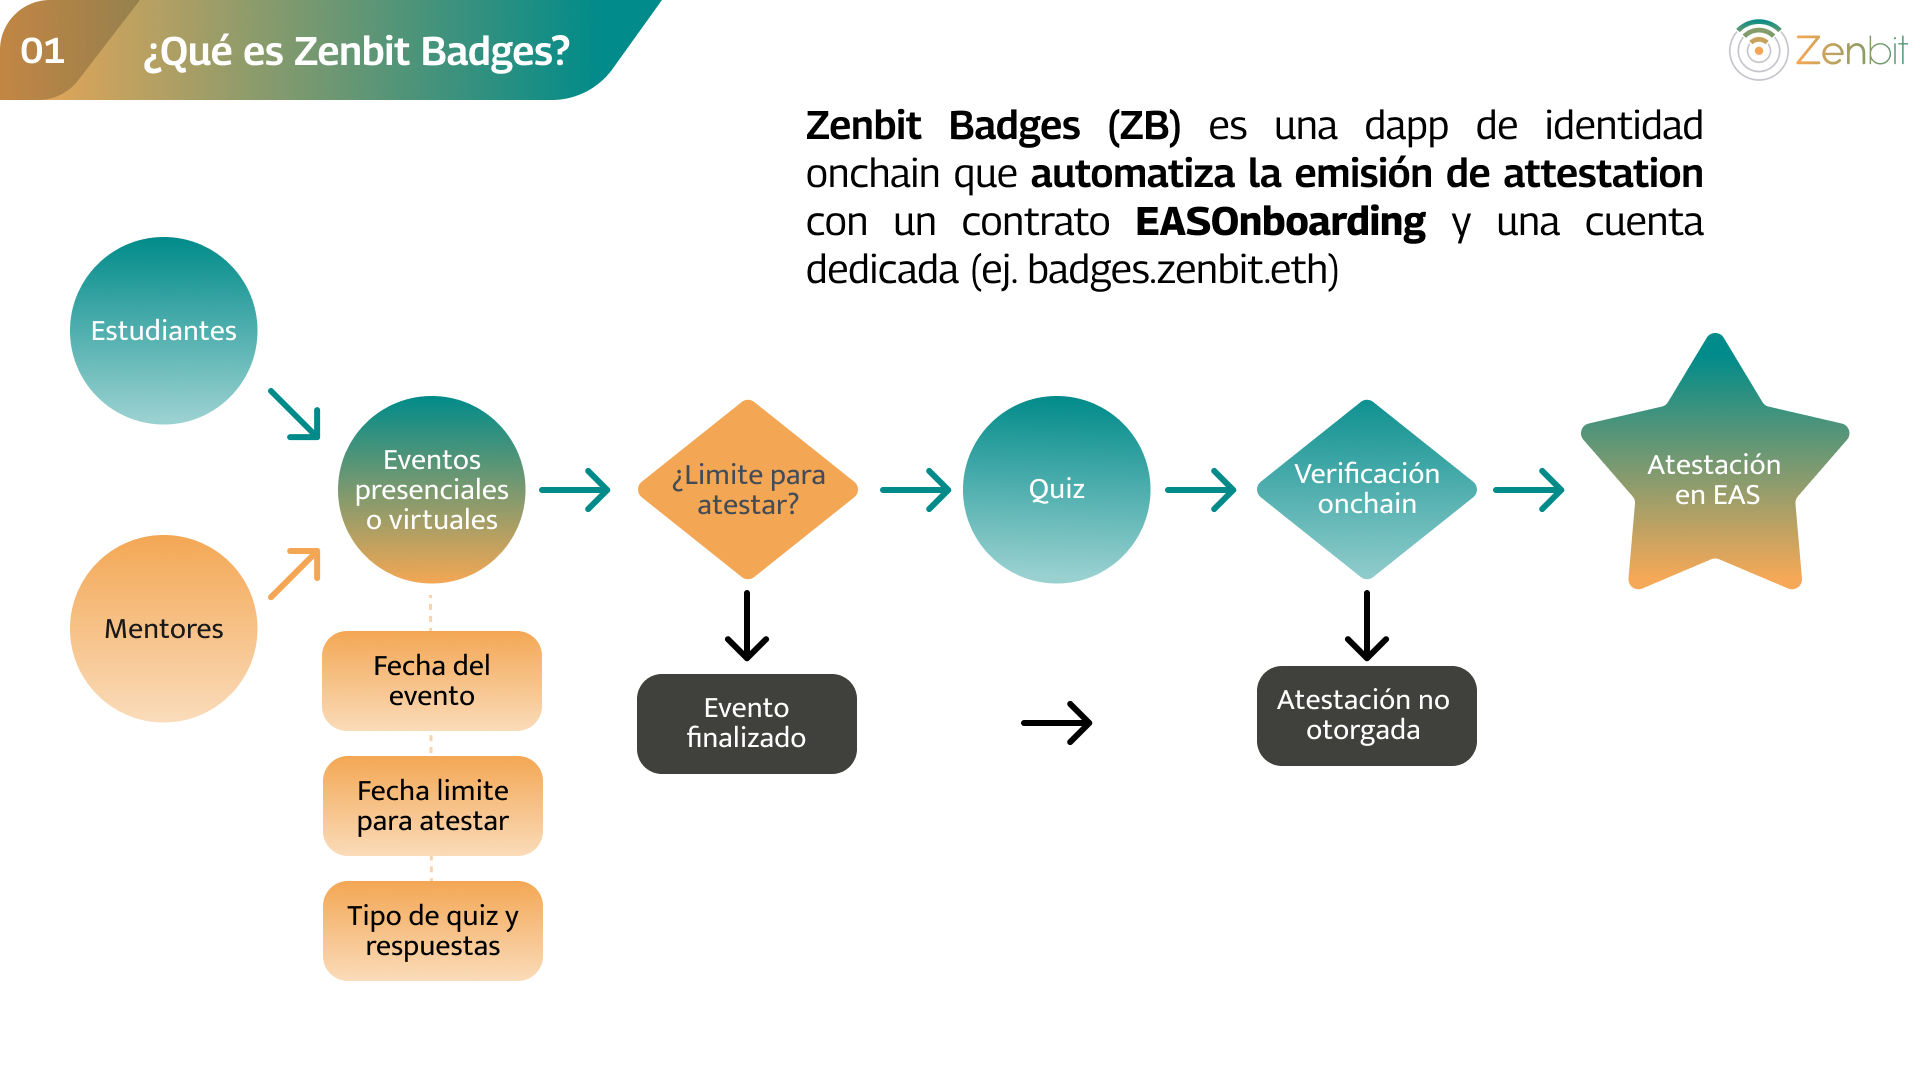 01
¿Qué es Zenbit Badges?
Zenbit
Zenbit Badges (ZB) es una dapp de identidad
onchain que automatiza la emisión de attestation
con un contrato EASOnboarding y una cuenta
dedicada (ej. badges.zenbit.eth)
Estudiantes
Mentores
Eventos
presenciales
o virtuales
¿Limite para
atestar?
Quiz
Verificación
onchain
Atestación
en EAS
Fecha del
evento
Fecha limite
para atestar
Tipo de quiz y
respuestas
Evento
finalizado
Atestación no
otorgada